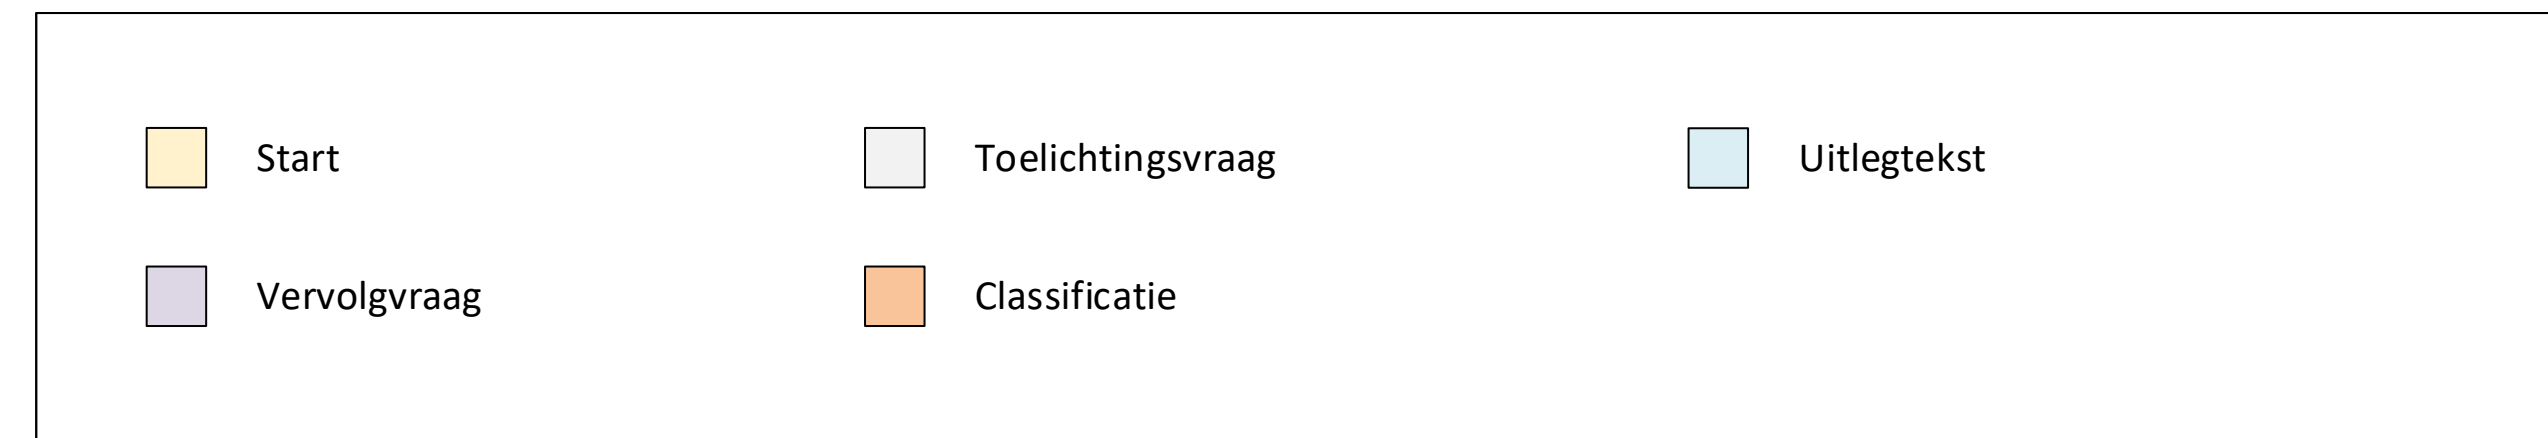 Start
Toelichtingsvraag
Uitlegtekst
Vervolgvraag
Classificatie